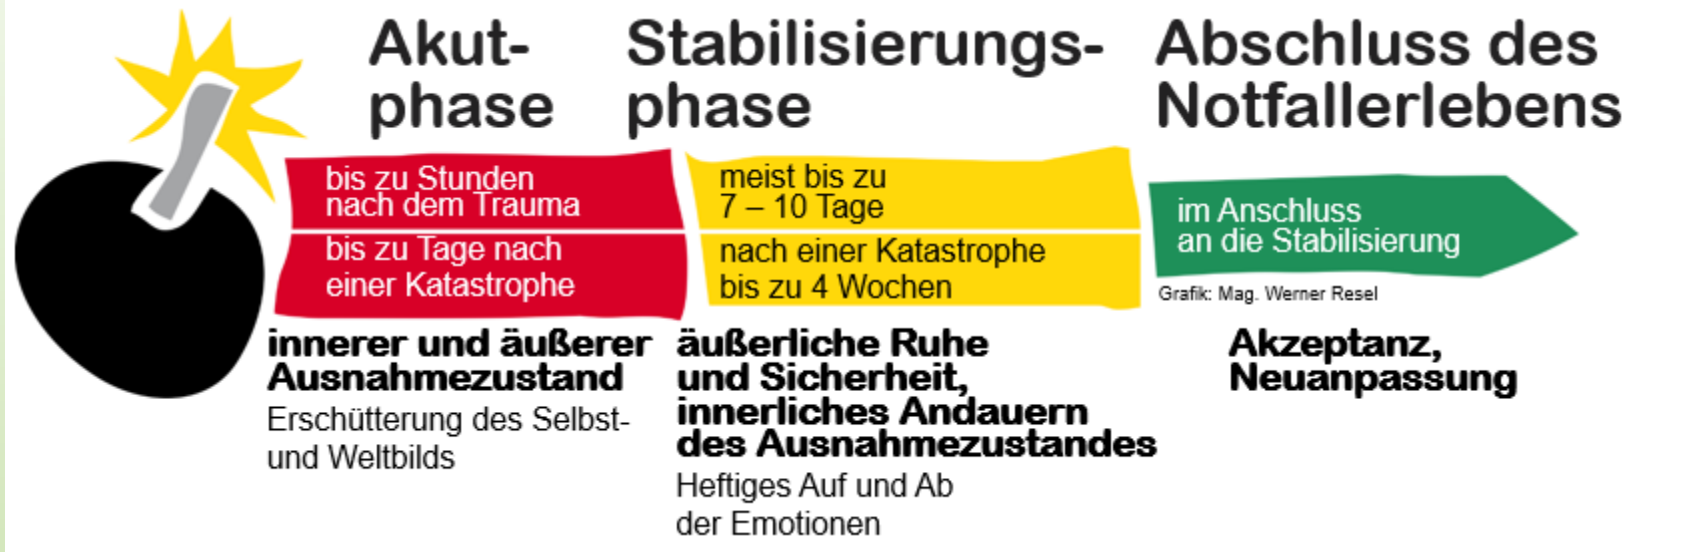 Akut-
phase
bis zu Stunden
nach dem Trauma
bis zu Tage nach
einer Katastrophe
innerer und äußerer
Ausnahmezustand
Erschütterung des Selbst-
und Weltbilds
Stabilisierungs-
phase
meist bis zu
7 – 10 Tage
nach einer Katastrophe
bis zu 4 Wochen
äußerliche Ruhe
und Sicherheit,
innerliches Andauern
des Ausnahmezustandes
Heftiges Auf und Ab
der Emotionen
Abschluss des
Notfallerlebens
im Anschluss
an die Stabilisierung
Grafik: Mag. Werner Resel
Akzeptanz,
Neuanpassung